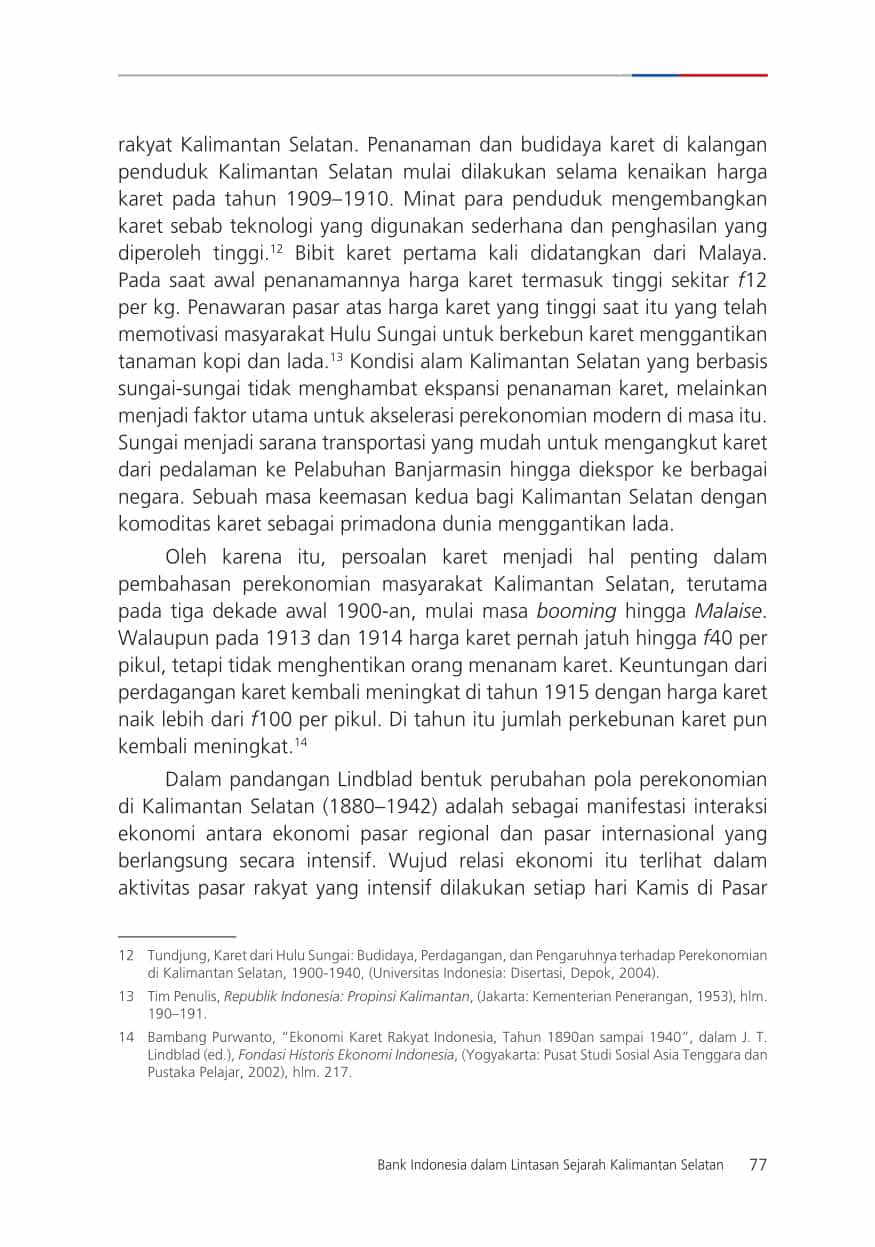 rakyat Kalimantan Selatan. Penanaman dan budidaya karet di kalangan
penduduk Kalimantan Selatan mulai dilakukan selama kenaikan harga
karet pada tahun 1909–1910. Minat para penduduk mengembangkan
karet sebab teknologi yang digunakan sederhana dan penghasilan yang
diperoleh tinggi.¹² Bibit karet pertama kali didatangkan dari Malaya.
Pada saat awal penanamannya harga karet termasuk tinggi sekitar ƒ12
per kg. Penawaran pasar atas harga karet yang tinggi saat itu yang telah
memotivasi masyarakat Hulu Sungai untuk berkebun karet menggantikan
tanaman kopi dan lada.¹³ Kondisi alam Kalimantan Selatan yang berbasis
sungai-sungai tidak menghambat ekspansi penanaman karet, melainkan
menjadi faktor utama untuk akselerasi perekonomian modern di masa itu.
Sungai menjadi sarana transportasi yang mudah untuk mengangkut karet
dari pedalaman ke Pelabuhan Banjarmasin hingga diekspor ke berbagai
negara. Sebuah masa keemasan kedua bagi Kalimantan Selatan dengan
komoditas karet sebagai primadona dunia menggantikan lada.
Oleh karena itu, persoalan karet menjadi hal penting dalam
pembahasan perekonomian masyarakat Kalimantan Selatan, terutama
pada tiga dekade awal 1900-an, mulai masa booming hingga Malaise.
Walaupun pada 1913 dan 1914 harga karet pernah jatuh hingga ƒ40 per
pikul, tetapi tidak menghentikan orang menanam karet. Keuntungan dari
perdagangan karet kembali meningkat di tahun 1915 dengan harga karet
naik lebih dari ƒ100 per pikul. Di tahun itu jumlah perkebunan karet pun
kembali meningkat.¹⁴
Dalam pandangan Lindblad bentuk perubahan pola perekonomian
di Kalimantan Selatan (1880–1942) adalah sebagai manifestasi interaksi
ekonomi antara ekonomi pasar regional dan pasar internasional yang
berlangsung secara intensif. Wujud relasi ekonomi itu terlihat dalam
aktivitas pasar rakyat yang intensif dilakukan setiap hari Kamis di Pasar
12 Tundjung, Karet dari Hulu Sungai: Budidaya, Perdagangan, dan Pengaruhnya terhadap Perekonomian
di Kalimantan Selatan, 1900-1940, (Universitas Indonesia: Disertasi, Depok, 2004).
13 Tim Penulis, Republik Indonesia: Propinsi Kalimantan, (Jakarta: Kementerian Penerangan, 1953), hlm.
190–191.
14 Bambang Purwanto, “Ekonomi Karet Rakyat Indonesia, Tahun 1890an sampai 1940”, dalam J. T.
Lindblad (ed.), Fondasi Historis Ekonomi Indonesia, (Yogyakarta: Pusat Studi Sosial Asia Tenggara dan
Pustaka Pelajar, 2002), hlm. 217.
Bank Indonesia dalam Lintasan Sejarah Kalimantan Selatan 77